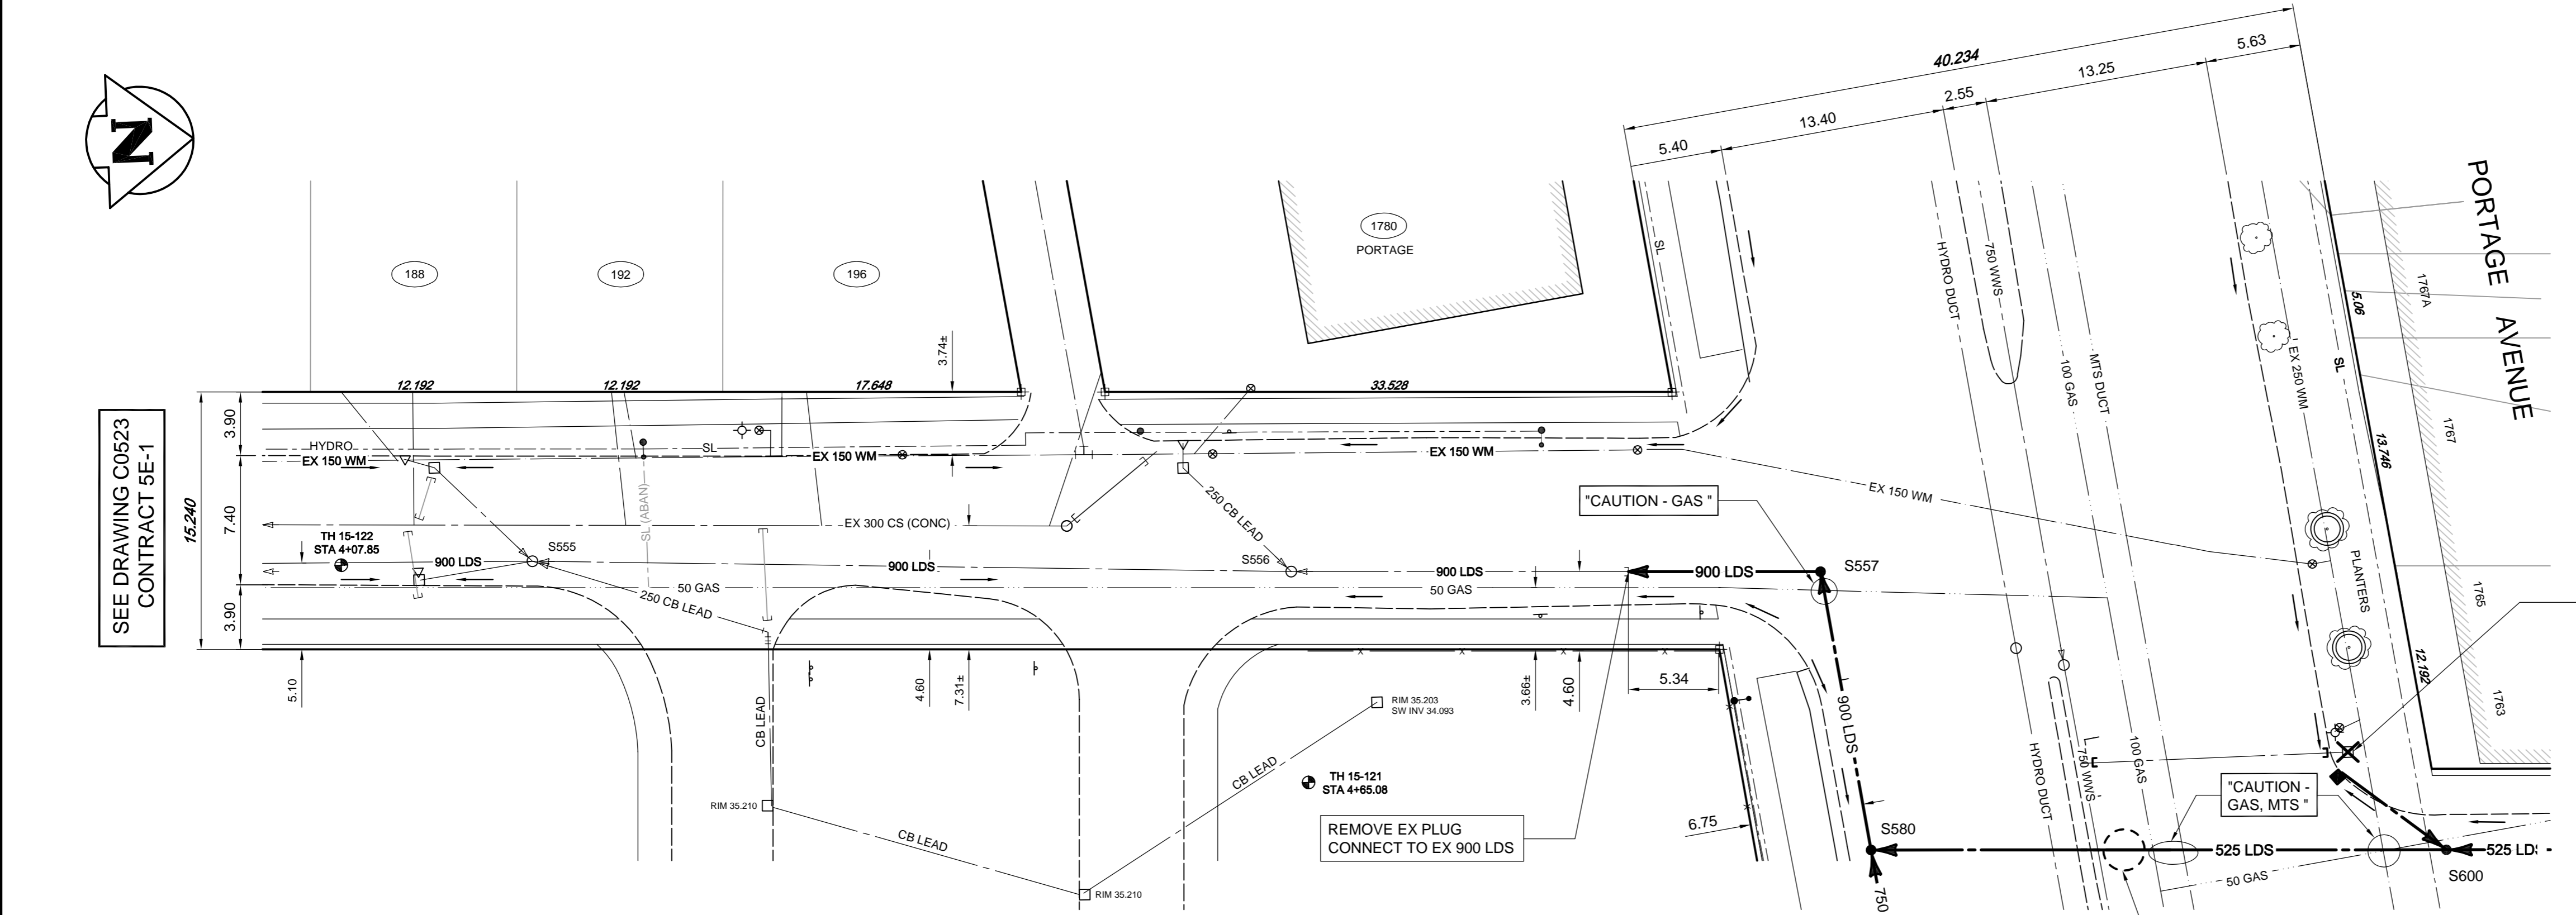 N
SEE DRAWING C0523
CONTRACT 5E-1
15.240
3.90
7.40
3.90
188
192
196
1780
PORTAGE
12.192
12.192
17.648
3.74±
33.528
HYDRO
EX 150 WM
SL
EX 150 WM
EX 150 WM
EX 150 WM
SL (ABAN)
EX 300 CS (CONC)
250 CB LEAD
TH 15-122
STA 4+07.85
900 LDS
S555
900 LDS
S556
900 LDS
900 LDS
S557
"CAUTION - GAS "
50 GAS
250 CB LEAD
50 GAS
5.10
4.60
7.31±
3.66±
4.60
5.34
CB LEAD
RIM 35.210
CB LEAD
RIM 35.210
CB LEAD
RIM 35.203
SW INV 34.093
TH 15-121
STA 4+65.08
REMOVE EX PLUG
CONNECT TO EX 900 LDS
6.75
900 LDS
S580
750
525 LDS
S600
525 LDS
50 GAS
"CAUTION -
GAS, MTS "
40.234
5.40
13.40
2.55
13.25
5.63
SL
HYDRO DUCT
750 WWS
100 GAS
MTS DUCT
EX 250 WM
SL
PLANTERS
HYDRO DUCT
750 WWS
100 GAS
5.06
13.746
12.192
1767A
1767
1765
1763
PORTAGE AVENUE